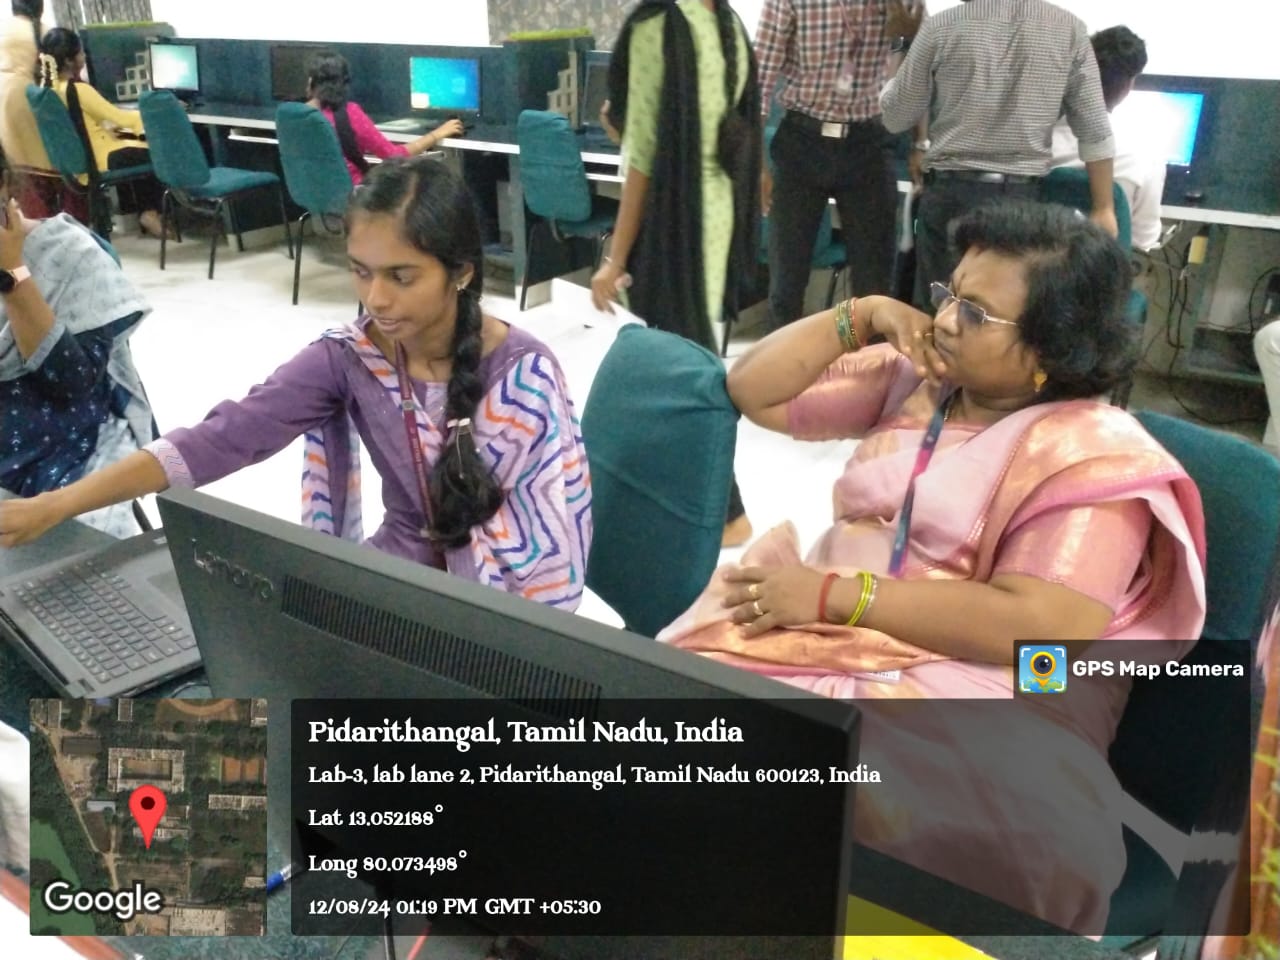 Lenovo
GPS Map Camera
Pidarithangal, Tamil Nadu, India
Lab-3, lab lane 2, Pidarithangal, Tamil Nadu 600123, India
Lat 13.052188°
Long 80.073498°
12/08/24 01:19 PM GMT +05:30
Google